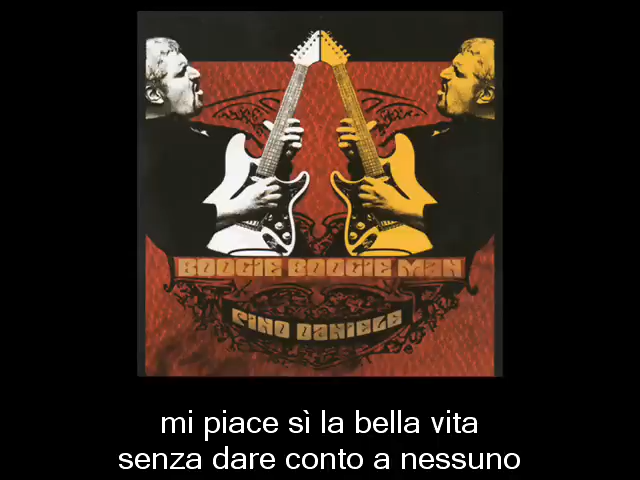 BOOGIE BOOGIE MAN
PINO DANIELE
mi piace sì la bella vita
senza dare conto a nessuno